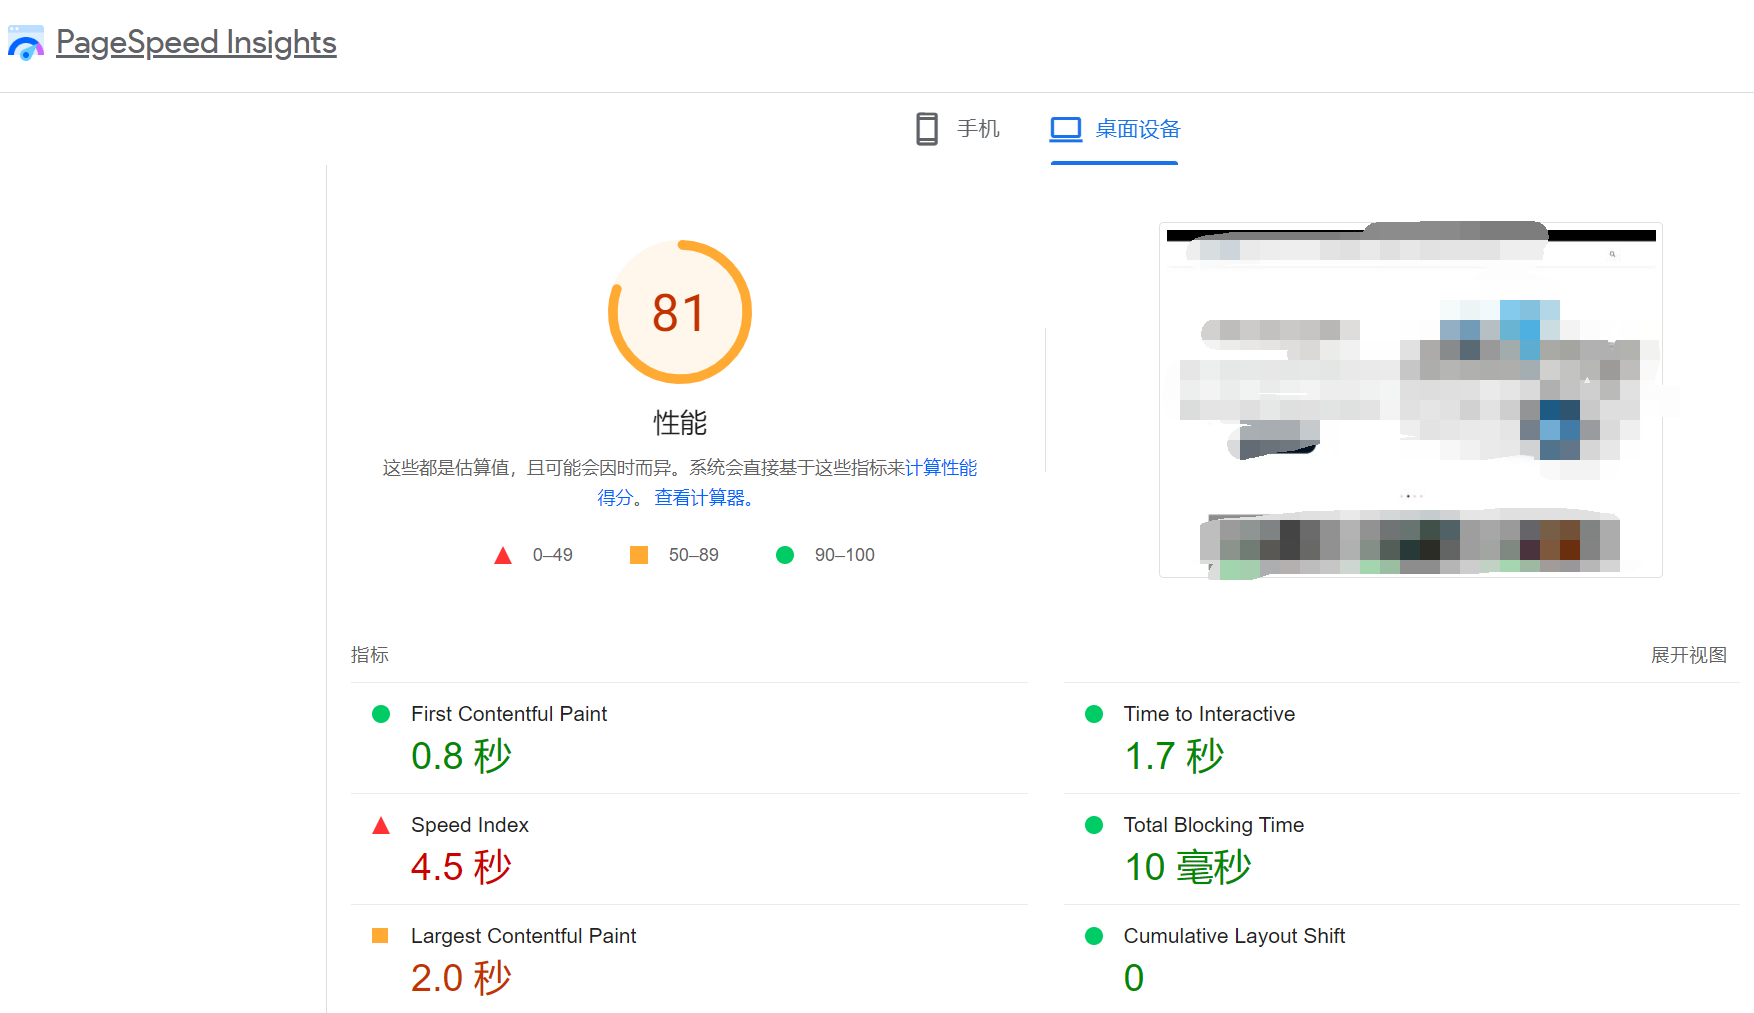 PageSpeed Insights
手机
桌面设备
81
性能
这些都是估算值，且可能会因时而异。系统会直接基于这些指标来计算性能
得分。 查看计算器。
0–49
50–89
90–100
指标
展开视图
First Contentful Paint
0.8 秒
Time to Interactive
1.7 秒
Speed Index
4.5 秒
Total Blocking Time
10 毫秒
Largest Contentful Paint
2.0 秒
Cumulative Layout Shift
0